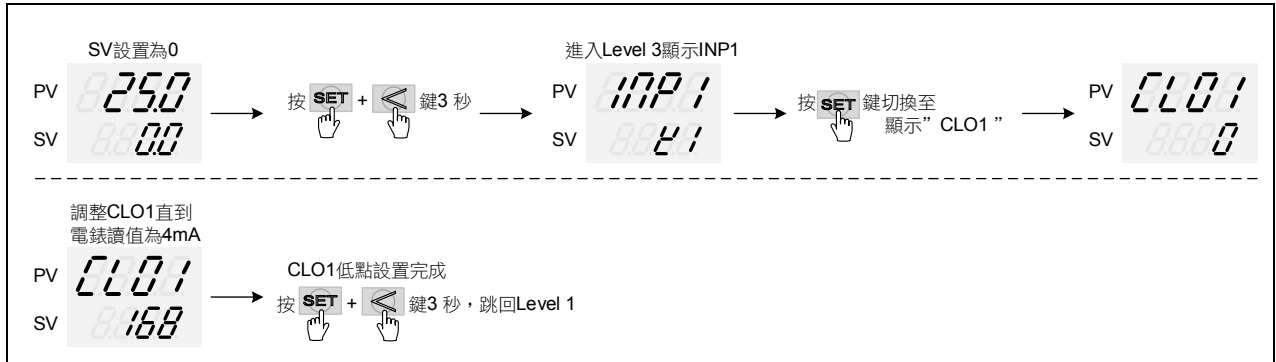 SV設置為0
PV 25.0
SV 0.0
按 SET + < 鍵3 秒
進入Level 3顯示INP1
PV INP1
SV K1
按 SET 鍵切換至
顯示”CLO1”
PV CLO1
SV 0
調整CLO1直到
電錶讀值為4mA
PV CLO1
SV 168
CLO1低點設置完成
按 SET + < 鍵3 秒，跳回Level 1